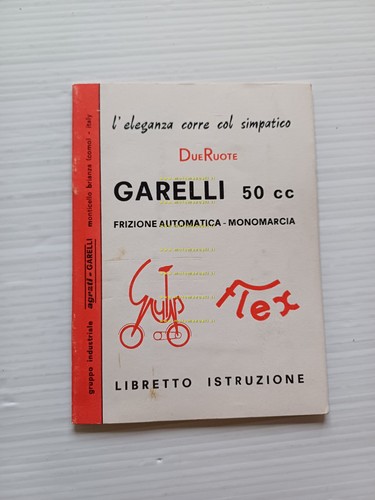 l'eleganza corre col simpatico
DueRuote
GARELLI 50 cc
FRIZIONE AUTOMATICA - MONOMARCIA
Gulp
Flex
LIBRETTO ISTRUZIONE
gruppo industriale agrati - GARELLI monticello brianza (como) - italy